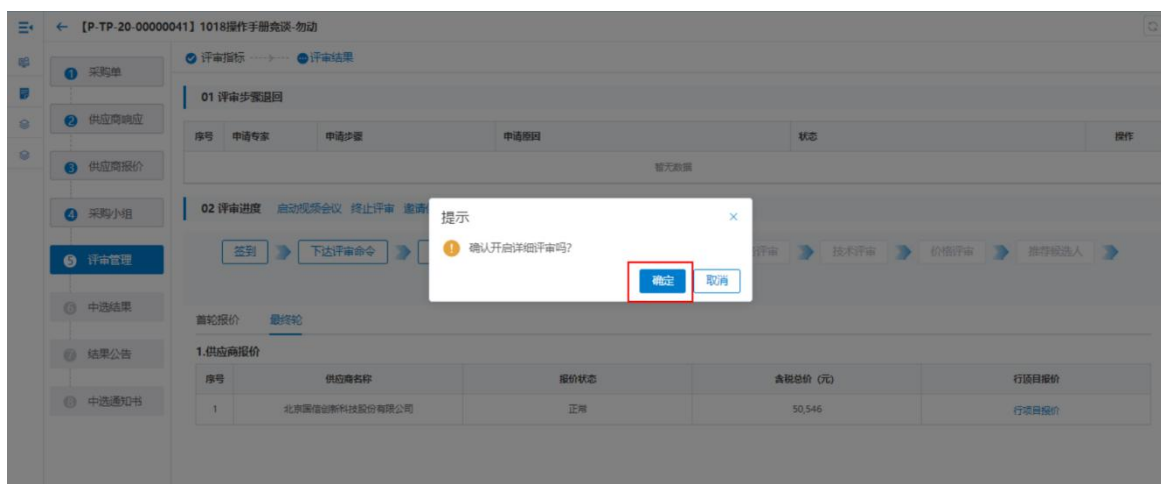 【P-TP-20-00000041】1018操作手册竞谈-勿动
评审指标 评审结果
1 采购单
2 供应商响应
3 供应商报价
4 采购小组
5 评审管理
6 中选结果
7 结果公告
8 中选通知书
01 评审步骤退回
序号 申请专家 申请步骤 申请原因 状态 操作
暂无数据
02 评审进度 启动视频会议 终止评审 邀请
签到 下达评审命令 评审 技术评审 价格评审 推荐候选人
提示 ×
确认开启详细评审吗?
确定 取消
首轮报价 最终轮
1.供应商报价
序号 供应商名称 报价状态 含税总价 (元) 行项目报价
1 北京国信创新科技股份有限公司 正常 50,546 行项目报价